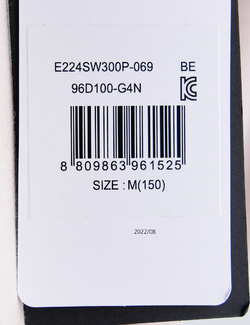 E224SW300P-069 BE
96D100-G4N
8 809863 961525
SIZE : M(150)
2022/08